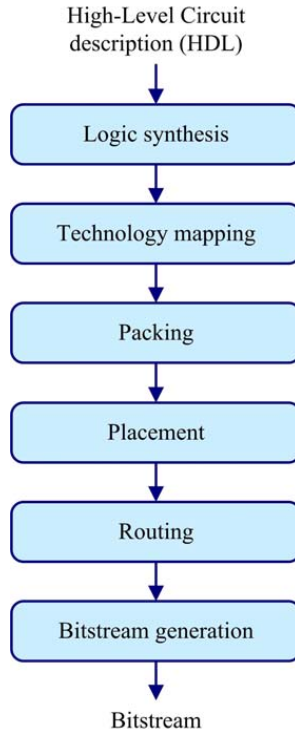 High-Level Circuit
description (HDL)
Logic synthesis
Technology mapping
Packing
Placement
Routing
Bitstream generation
Bitstream